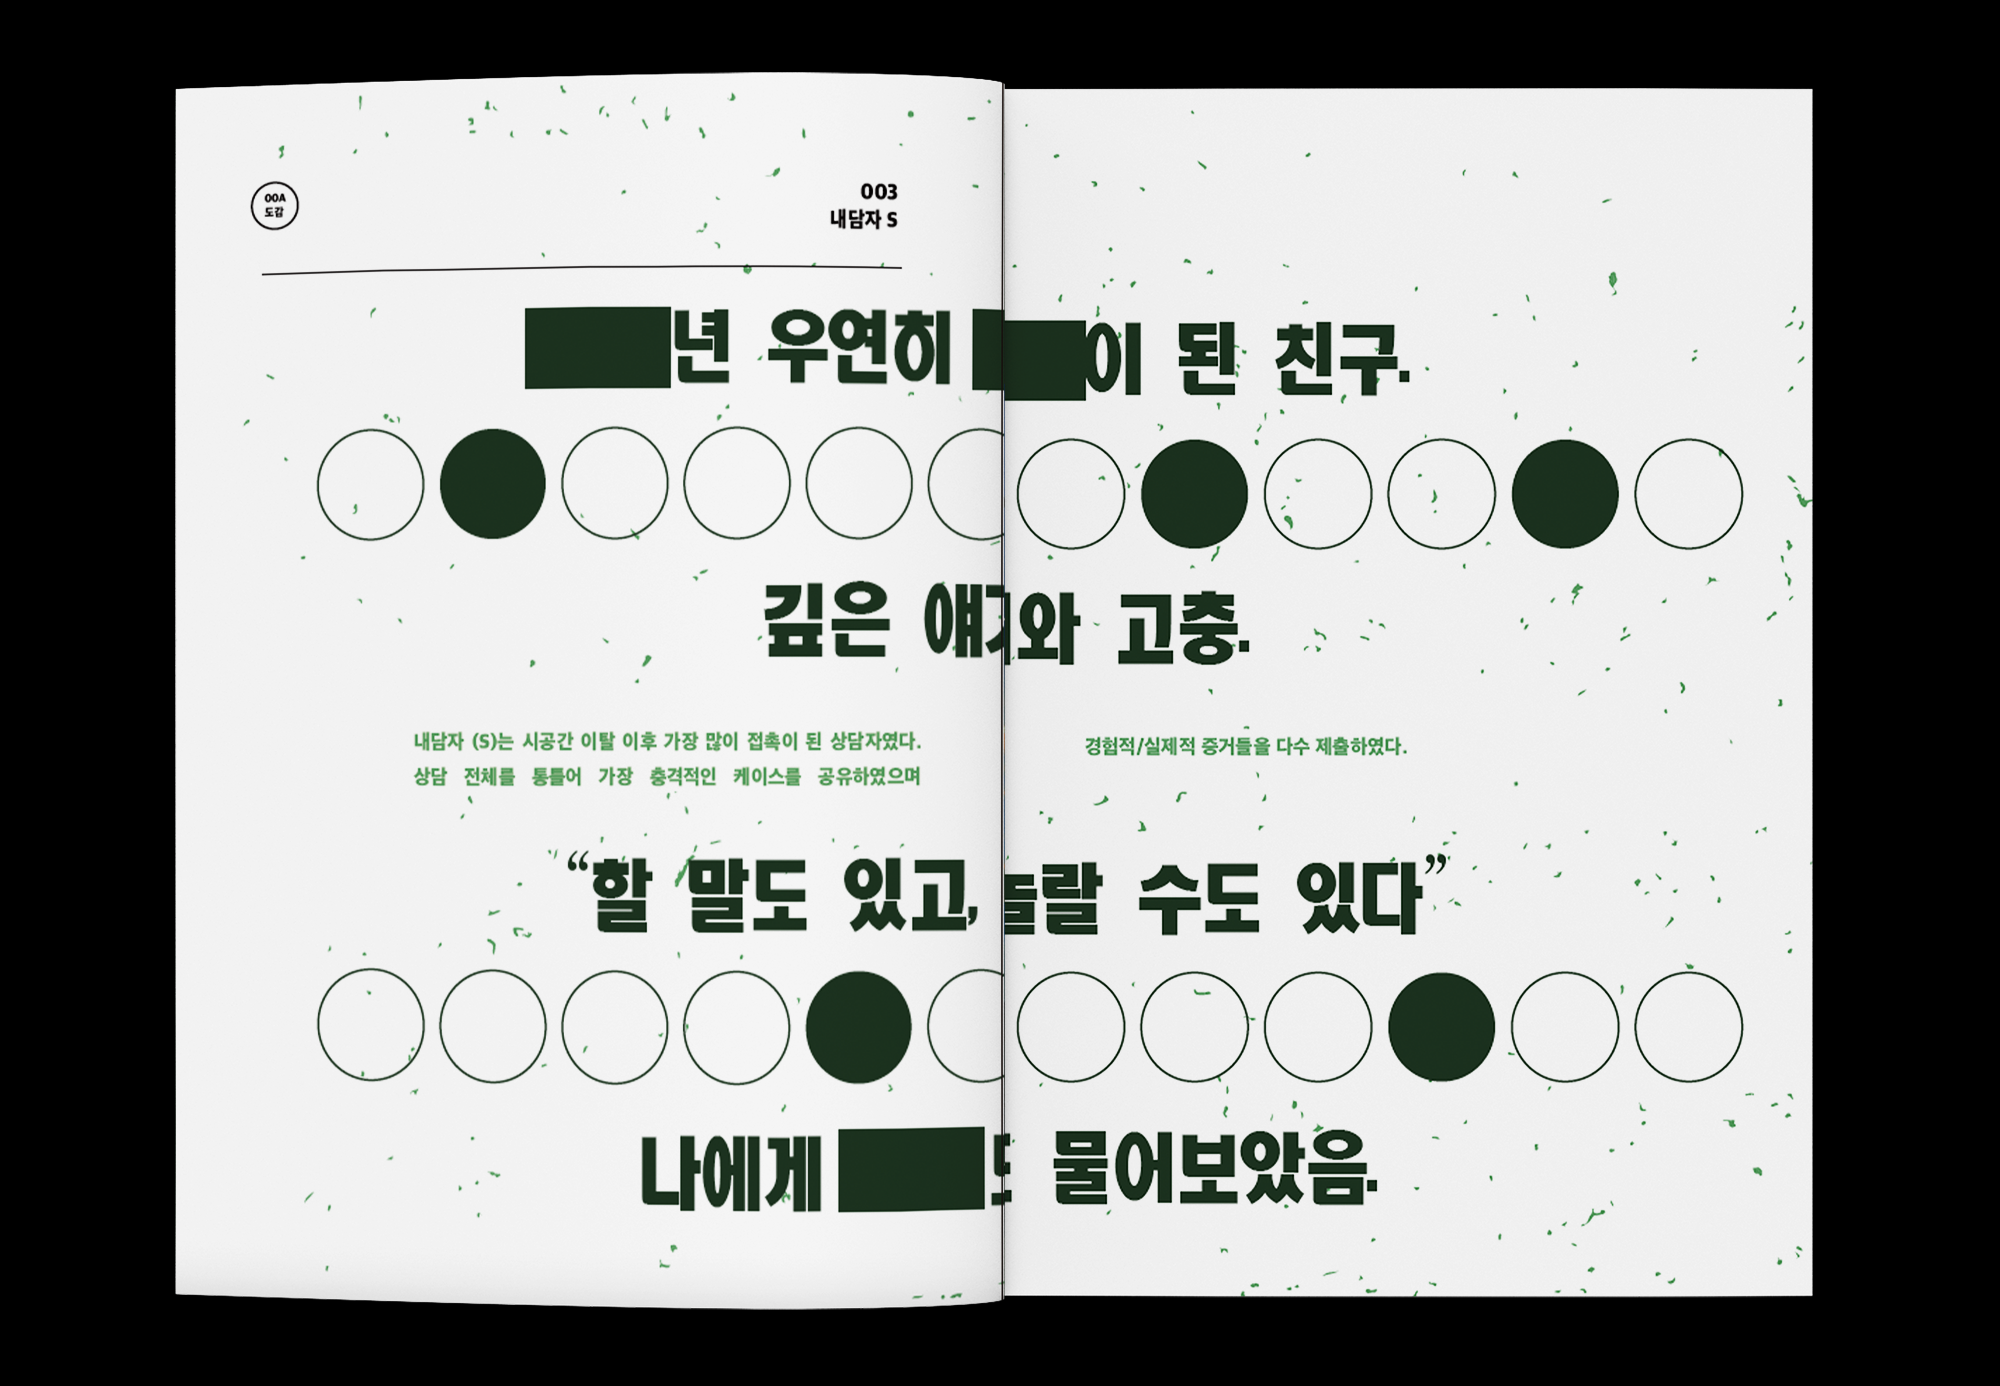 OOA
도감
003
내담자 S
년 우연히 이 된 친구.
깊은 얘기와 고충.
내담자 (S)는 시공간 이탈 이후 가장 많이 접촉이 된 상담자였다.
상담 전체를 통틀어 가장 충격적인 케이스를 공유하였으며
경험적/실제적 증거들을 다수 제출하였다.
“할 말도 있고, 놀랄 수도 있다”
나에게 도 물어보았음.